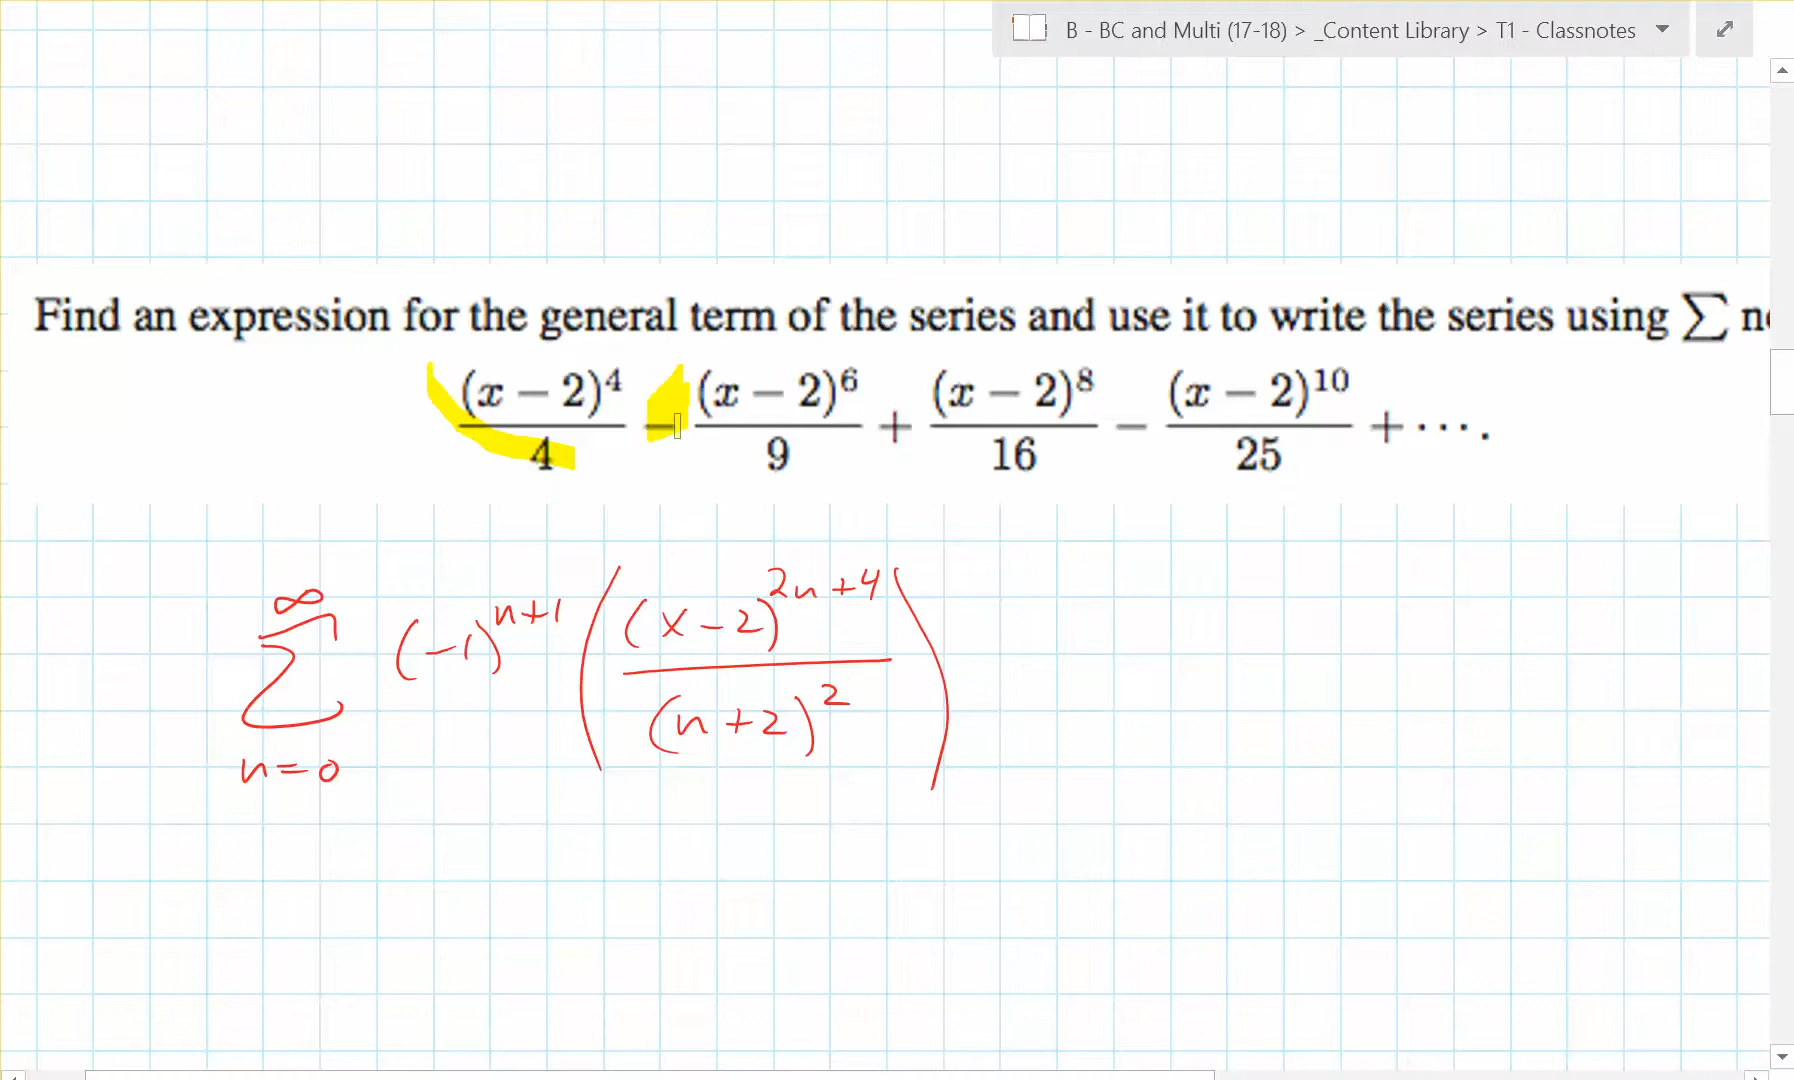 B - BC and Multi (17-18) > _Content Library > T1 - Classnotes
Find an expression for the general term of the series and use it to write the series using ∑ n
(x − 2)⁴/4 − (x − 2)⁶/9 + (x − 2)⁸/16 − (x − 2)¹⁰/25 + ⋯.
∞
∑ (−1)^(n+1) ( (x−2)^(2n+4) / (n+2)² )
n=0